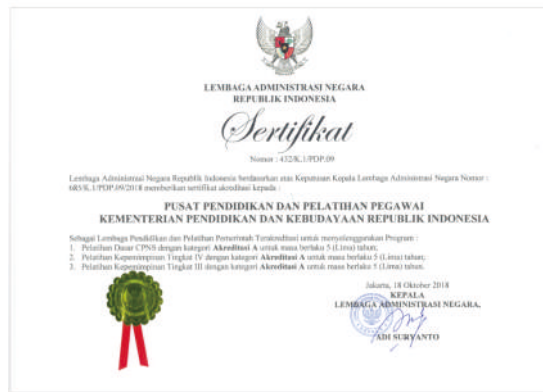 LEMBAGA ADMINISTRASI NEGARA
REPUBLIK INDONESIA
Sertifikat
Nomor : 432/K.1/PDP.09
Lembaga Administrasi Negara Republik Indonesia berdasarkan atas Keputusan Kepala Lembaga Administrasi Negara Nomor :
685/K.1/PDP.09/2018 memberikan sertifikat akreditasi kepada :
PUSAT PENDIDIKAN DAN PELATIHAN PEGAWAI
KEMENTERIAN PENDIDIKAN DAN KEBUDAYAAN REPUBLIK INDONESIA
Sebagai Lembaga Pendidikan dan Pelatihan Pemerintah Terakreditasi untuk menyelenggarakan Program :
1. Pelatihan Dasar CPNS dengan kategori Akreditasi A untuk masa berlaku 5 (Lima) tahun;
2. Pelatihan Kepemimpinan Tingkat IV dengan kategori Akreditasi A untuk masa berlaku 5 (Lima) tahun;
3. Pelatihan Kepemimpinan Tingkat III dengan kategori Akreditasi A untuk masa berlaku 5 (Lima) tahun.
Jakarta, 18 Oktober 2018
KEPALA
LEMBAGA ADMINISTRASI NEGARA,
ADI SURYANTO